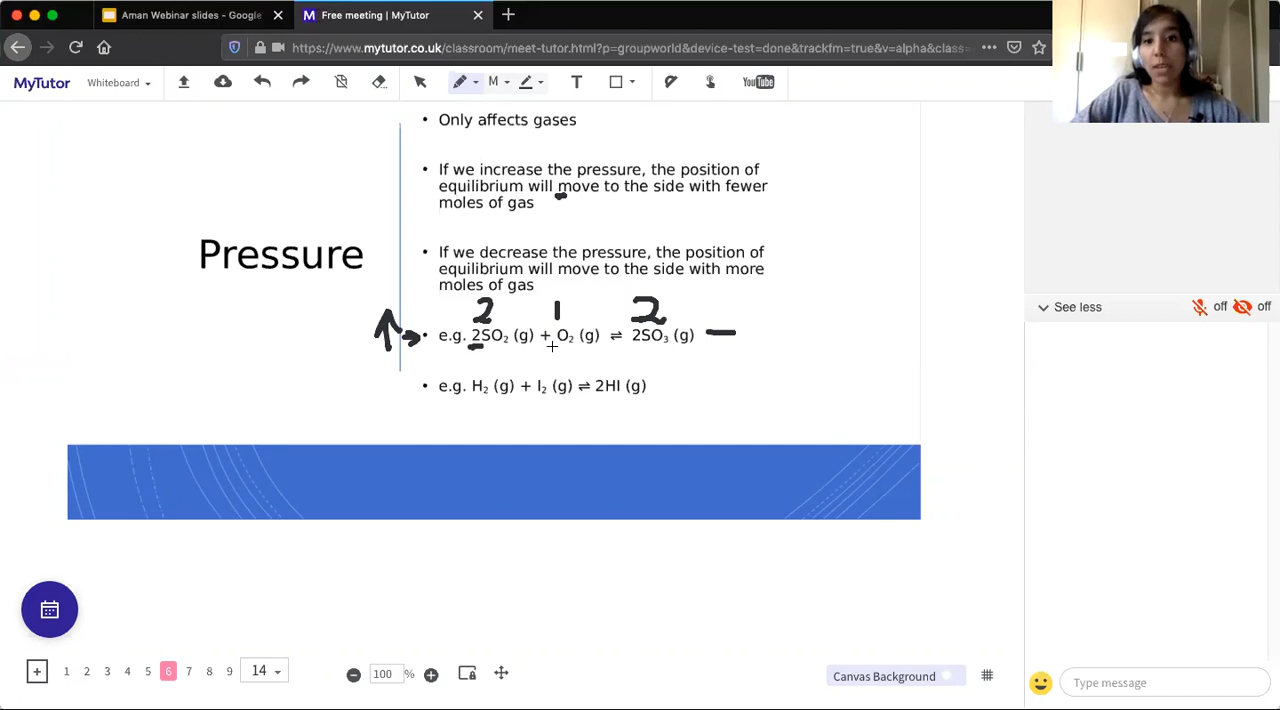 Aman Webinar slides - Google
Free meeting | MyTutor
https://www.mytutor.co.uk/classroom/meet-tutor.html?p=groupworld&device-test=done&trackfm=true&v=alpha&class=
MyTutor
Whiteboard
M
T
YouTube
• Only affects gases
• If we increase the pressure, the position of
equilibrium will move to the side with fewer
moles of gas
Pressure
• If we decrease the pressure, the position of
equilibrium will move to the side with more
moles of gas
2 1 2
• e.g. 2SO₂ (g) + O₂ (g) ⇌ 2SO₃ (g)
• e.g. H₂ (g) + I₂ (g) ⇌ 2HI (g)
See less
off
off
+ 1 2 3 4 5 6 7 8 9 14
100 %
Canvas Background
Type message